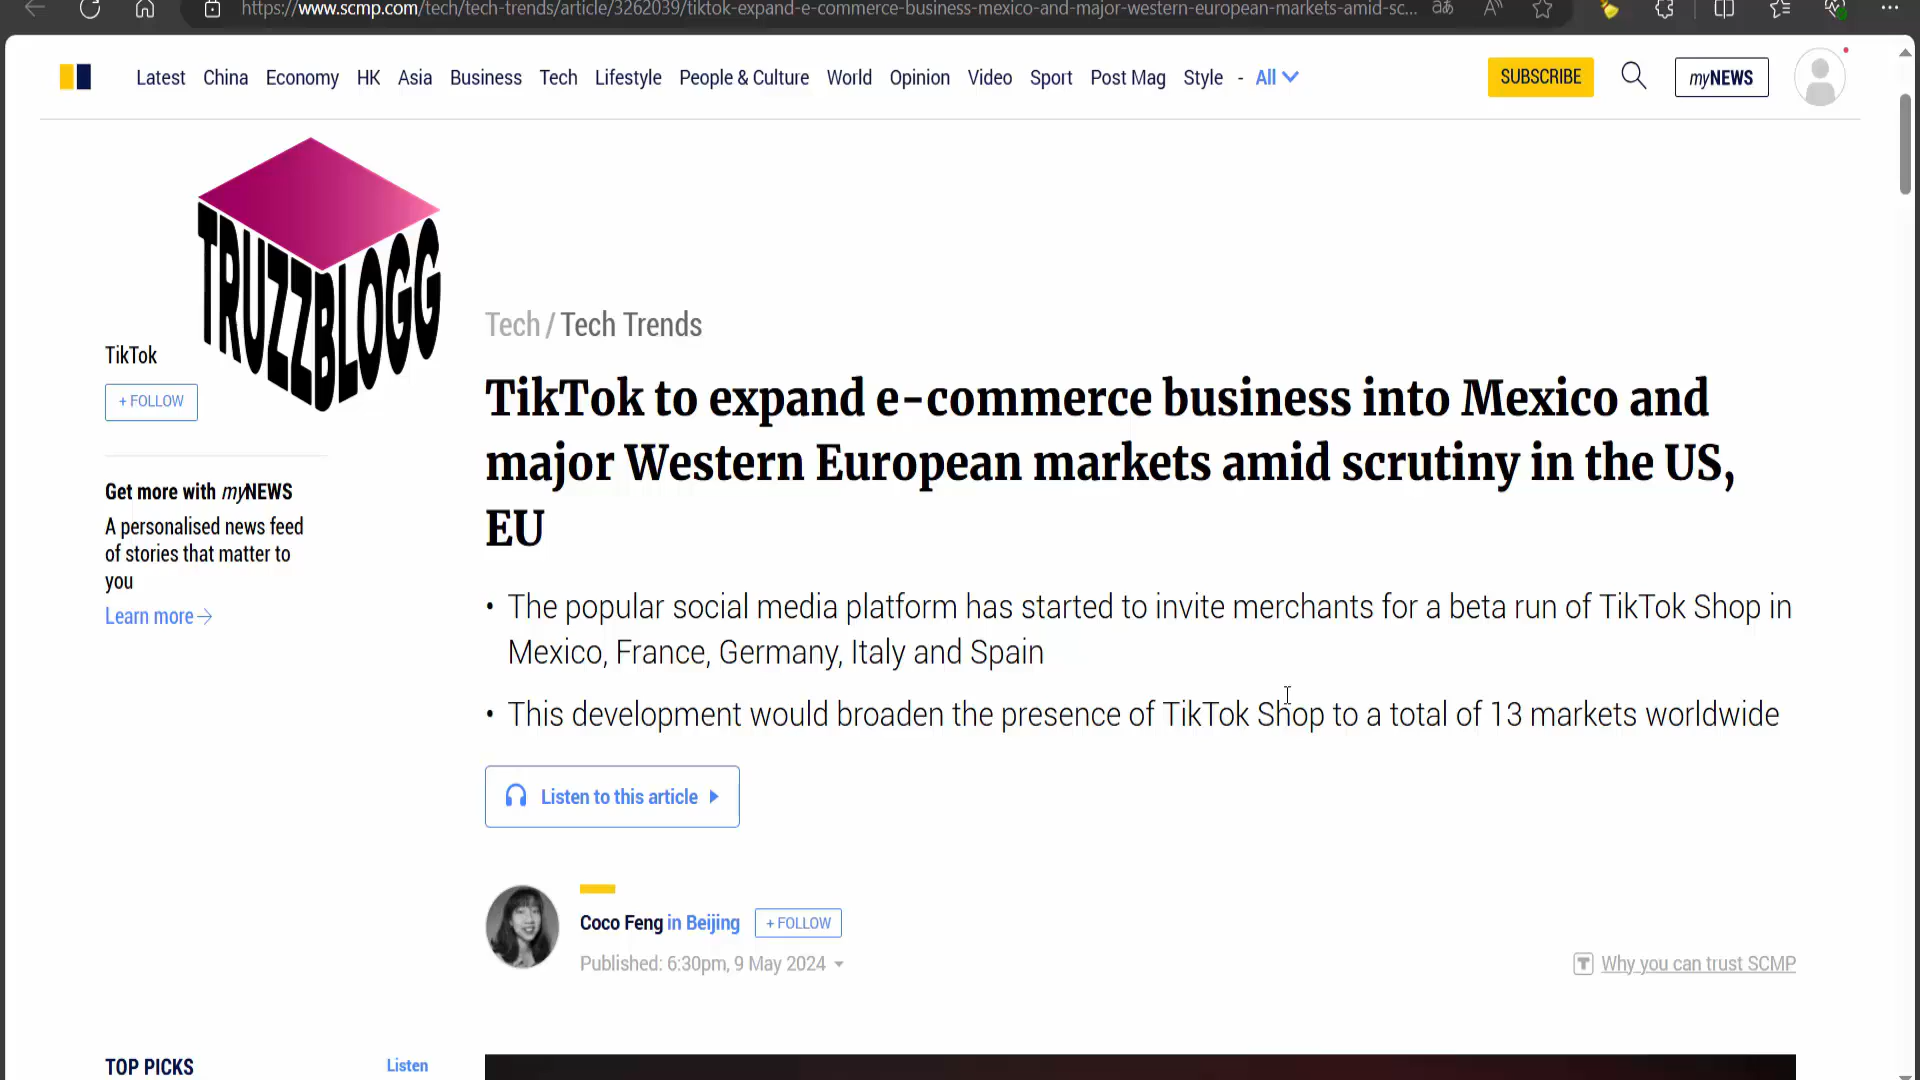 https://www.scmp.com/tech/tech-trends/article/3262039/tiktok-expand-e-commerce-business-mexico-and-major-western-european-markets-amid-sc...
Latest China Economy HK Asia Business Tech Lifestyle People & Culture World Opinion Video Sport Post Mag Style - All
SUBSCRIBE
myNEWS
TRUZZBLOGG
TikTok
+ FOLLOW
Get more with myNEWS
A personalised news feed
of stories that matter to
you
Learn more
Tech / Tech Trends
TikTok to expand e-commerce business into Mexico and
major Western European markets amid scrutiny in the US,
EU
• The popular social media platform has started to invite merchants for a beta run of TikTok Shop in
Mexico, France, Germany, Italy and Spain
• This development would broaden the presence of TikTok Shop to a total of 13 markets worldwide
Listen to this article
Coco Feng in Beijing
+ FOLLOW
Published: 6:30pm, 9 May 2024
Why you can trust SCMP
TOP PICKS
Listen